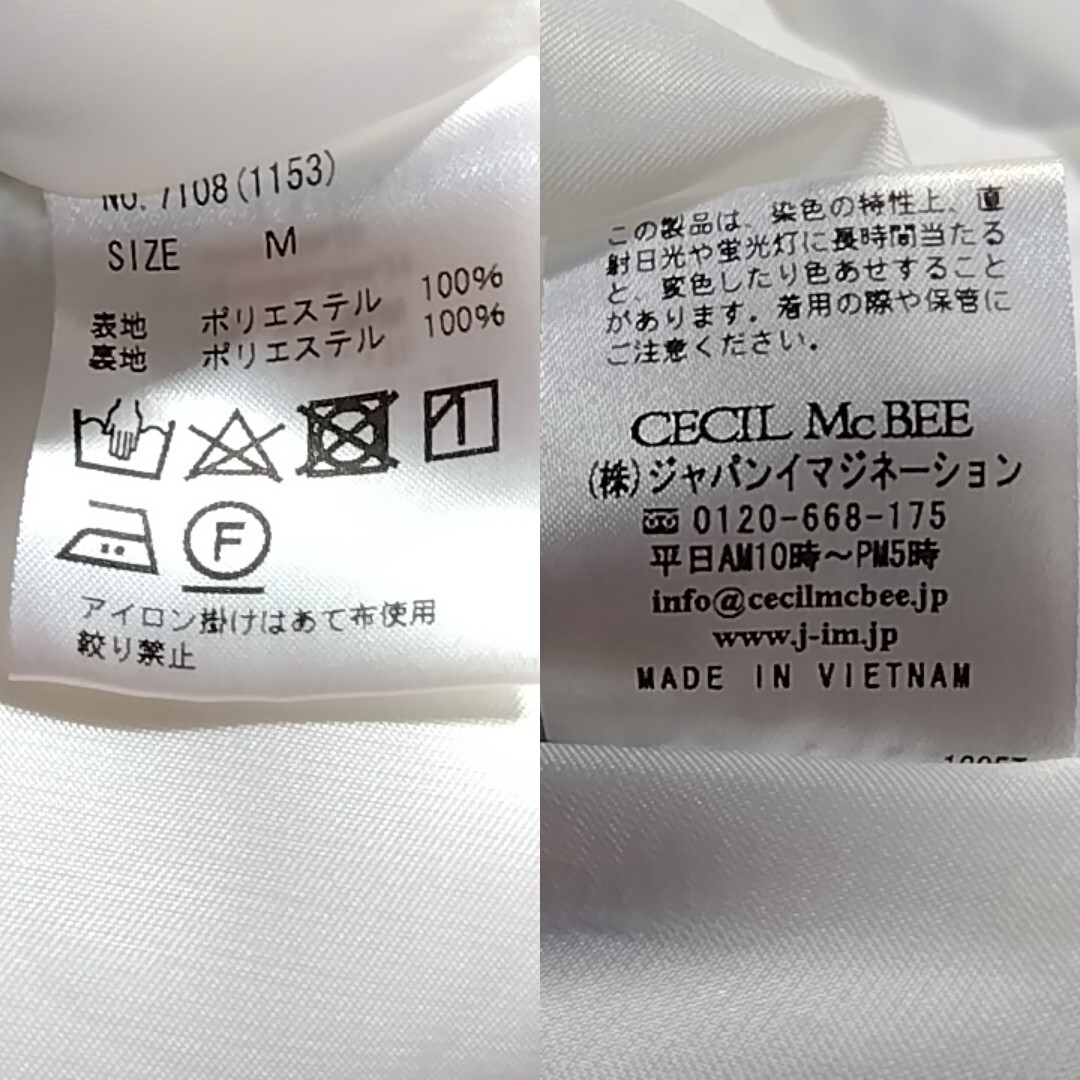 NO. 7108(1153)
SIZE M
表地 ポリエステル 100%
裏地 ポリエステル 100%
F
アイロン掛けはあて布使用
絞り禁止
この製品は、染色の特性上、直
射日光や蛍光灯に長時間当たる
と、変色したり色あせすること
があります。着用の際や保管に
ご注意ください。
CECIL McBEE
(株)ジャパンイマジネーション
0120-668-175
平日AM10時〜PM5時
info@cecilmcbee.jp
www.j-im.jp
MADE IN VIETNAM